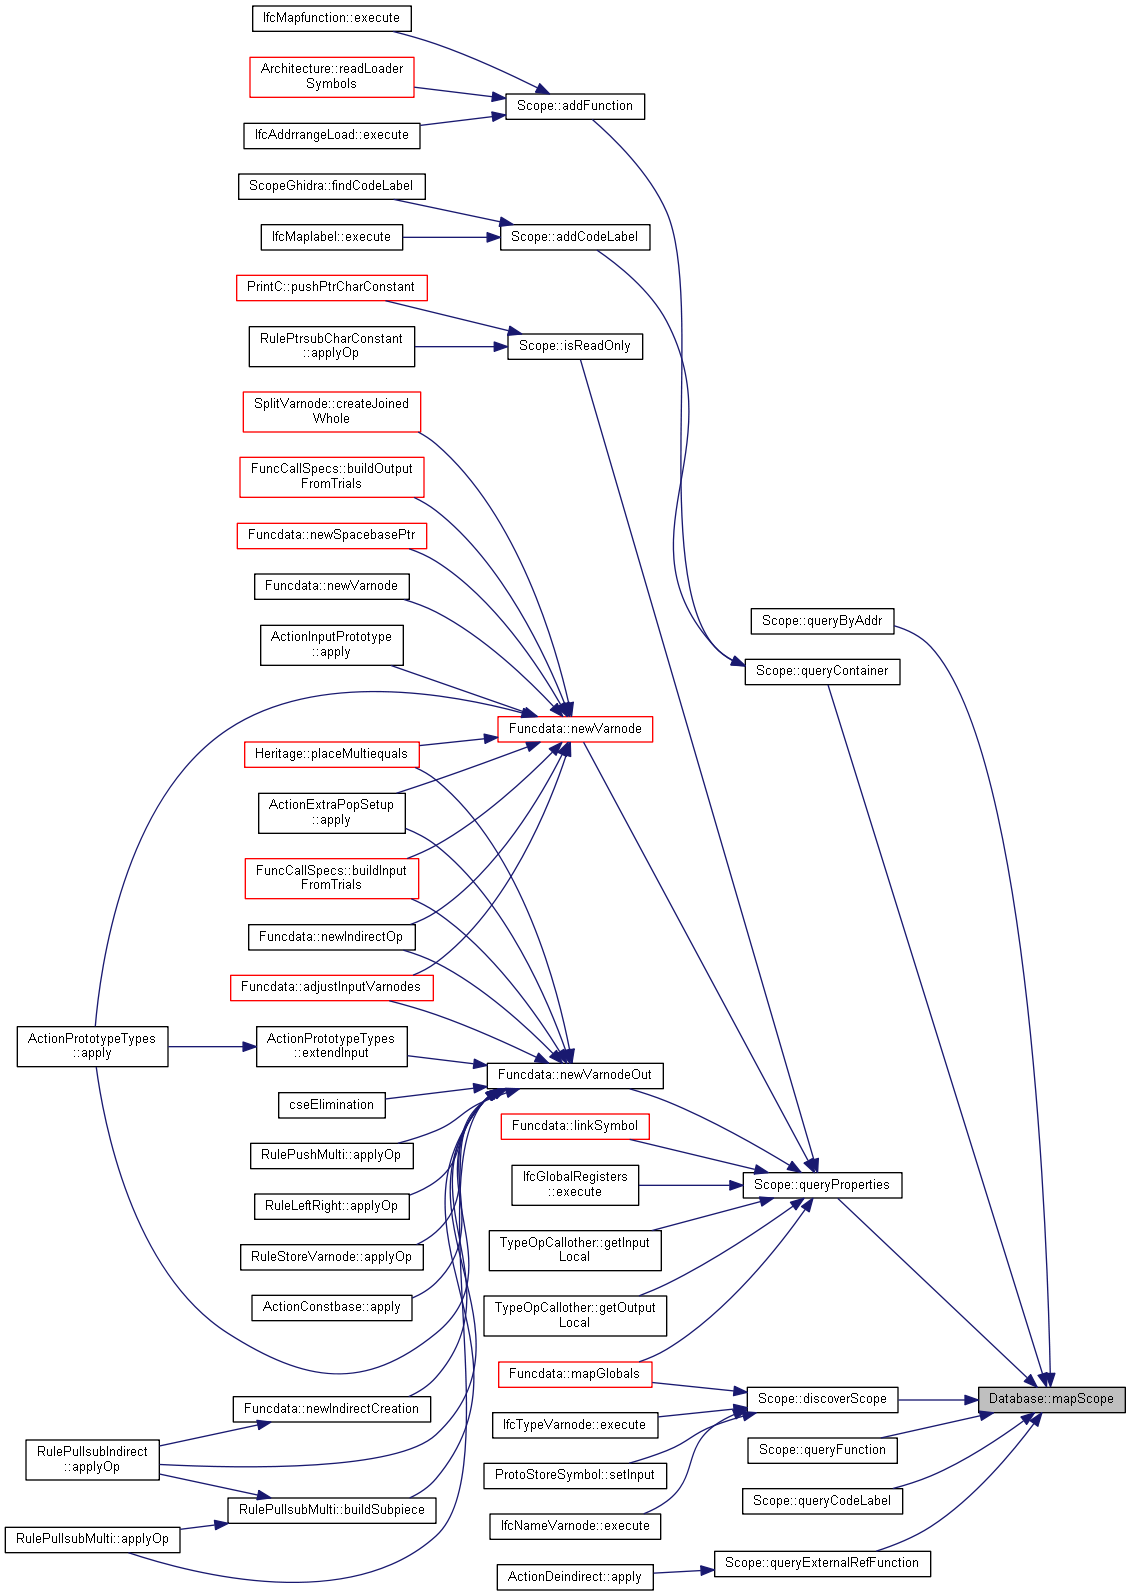 IfcMapfunction::execute
Architecture::readLoader
Symbols
Scope::addFunction
IfcAddrrangeLoad::execute
ScopeGhidra::findCodeLabel
IfcMaplabel::execute
Scope::addCodeLabel
PrintC::pushPtrCharConstant
RulePtrsubCharConstant
::applyOp
Scope::isReadOnly
SplitVarnode::createJoined
Whole
FuncCallSpecs::buildOutput
FromTrials
Funcdata::newSpacebasePtr
Funcdata::newVarnode
ActionInputPrototype
::apply
Scope::queryByAddr
Scope::queryContainer
Funcdata::newVarnode
Heritage::placeMultiequals
ActionExtraPopSetup
::apply
FuncCallSpecs::buildInput
FromTrials
Funcdata::newIndirectOp
Funcdata::adjustInputVarnodes
ActionPrototypeTypes
::apply
ActionPrototypeTypes
::extendInput
Funcdata::newVarnodeOut
cseElimination
RulePushMulti::applyOp
RuleLeftRight::applyOp
RuleStoreVarnode::applyOp
ActionConstbase::apply
Funcdata::linkSymbol
IfcGlobalRegisters
::execute
Scope::queryProperties
TypeOpCallother::getInput
Local
TypeOpCallother::getOutput
Local
Funcdata::mapGlobals
Scope::discoverScope
Database::mapScope
Funcdata::newIndirectCreation
IfcTypeVarnode::execute
Scope::queryFunction
RulePullsubIndirect
::applyOp
ProtoStoreSymbol::setInput
Scope::queryCodeLabel
RulePullsubMulti::buildSubpiece
IfcNameVarnode::execute
RulePullsubMulti::applyOp
Scope::queryExternalRefFunction
ActionDeindirect::apply